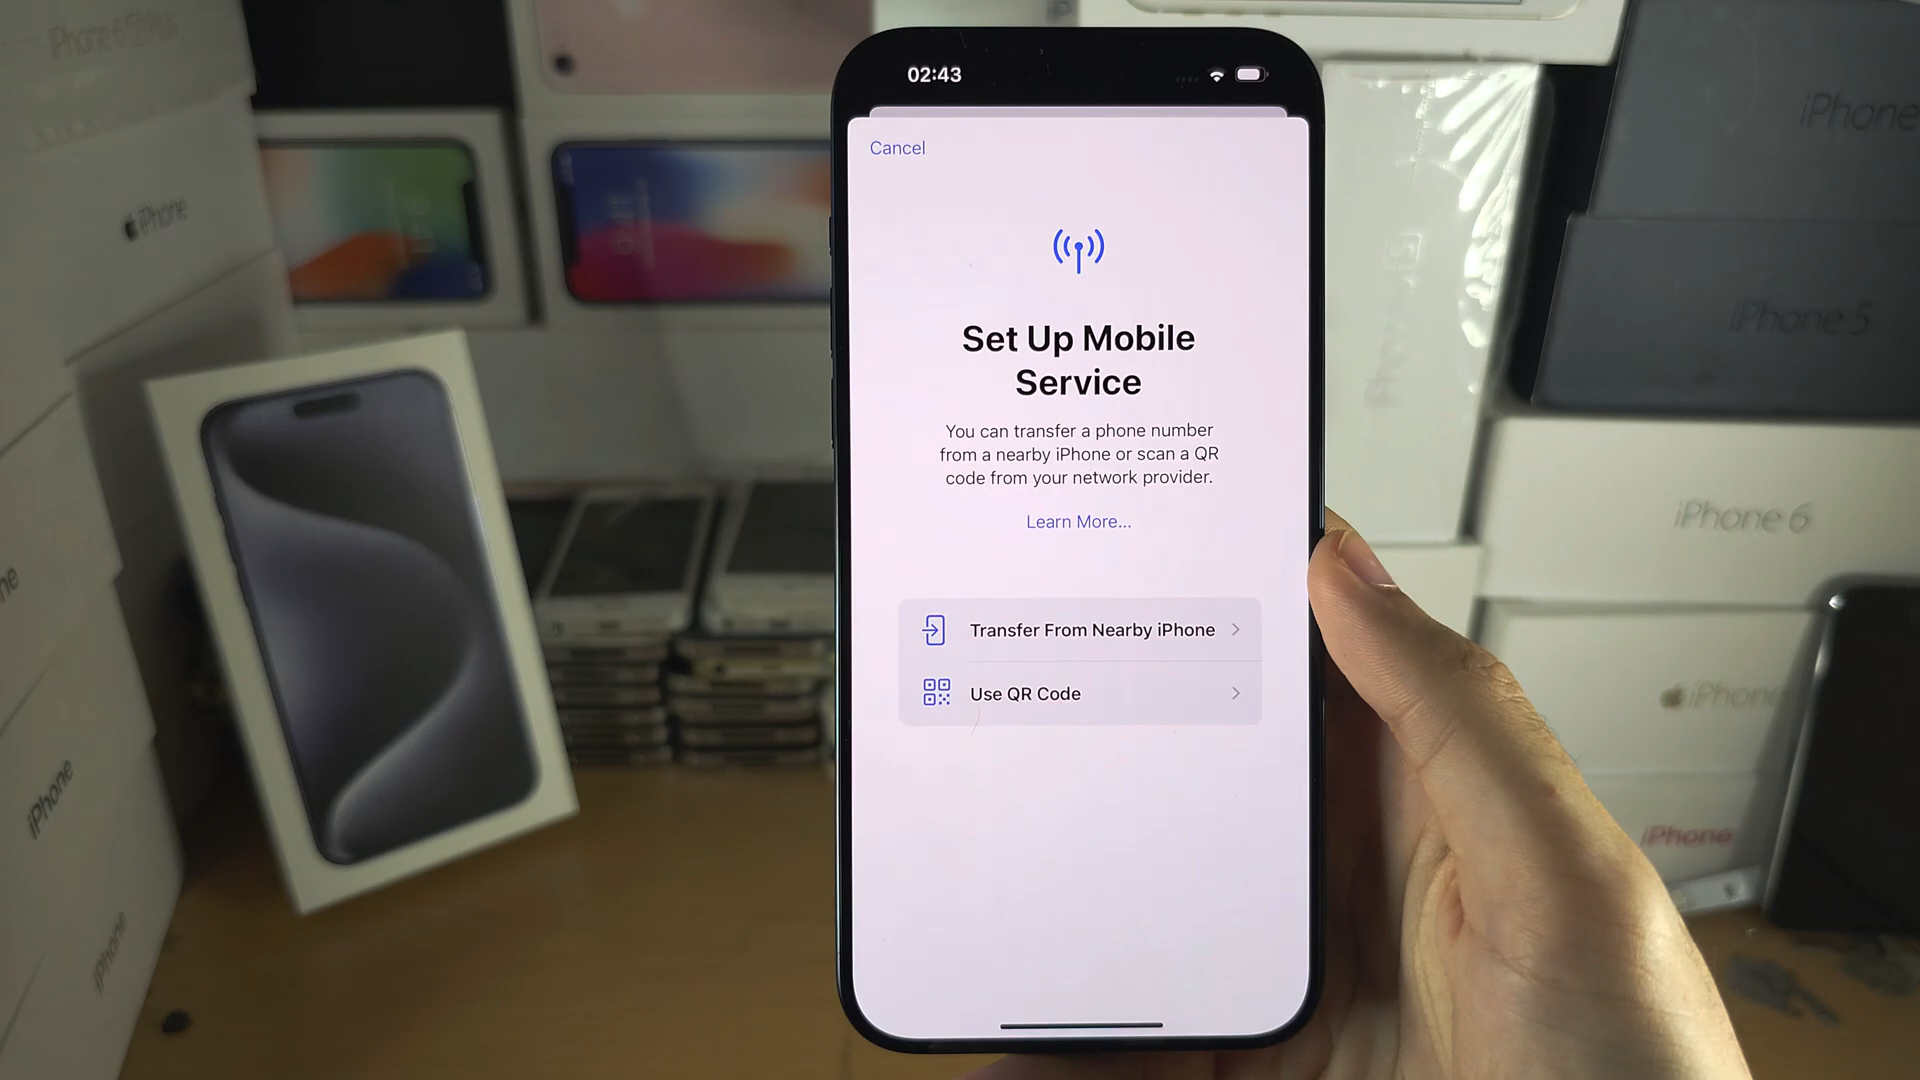 02:43
Cancel
Set Up Mobile
Service
You can transfer a phone number
from a nearby iPhone or scan a QR
code from your network provider.
Learn More...
Transfer From Nearby iPhone
Use QR Code
iPhone
iPhone
iPhone
iPhone
iPhone 5
iPhone 6
iPhone
iPhone